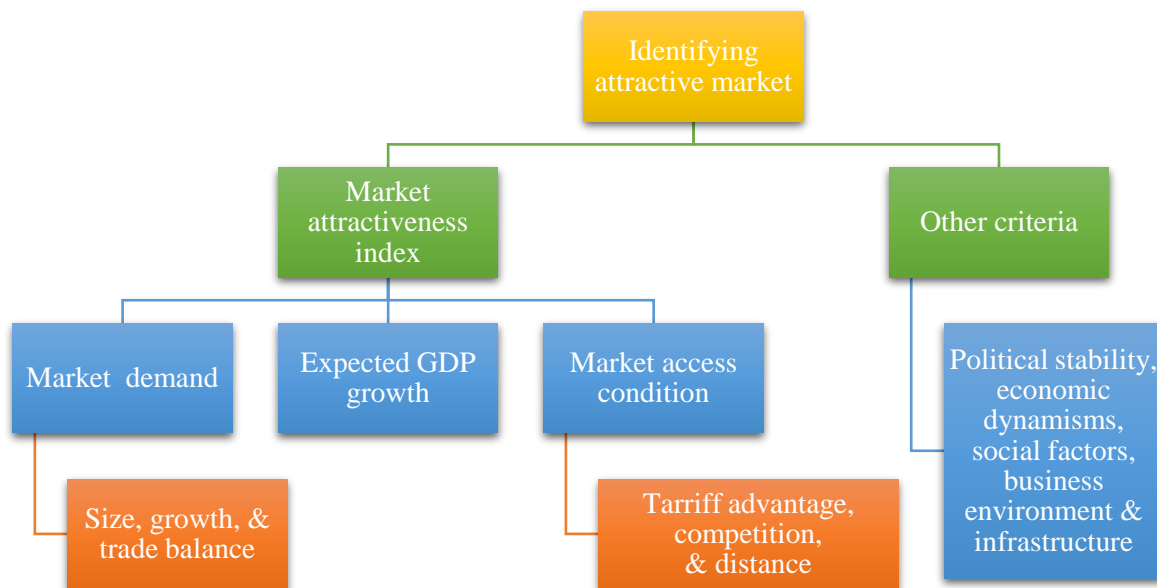 Identifying
attractive market
Market
attractiveness
index
Other criteria
Market demand
Expected GDP
growth
Market access
condition
Political stability,
economic
dynamisms,
social factors,
business
environment &
infrastructure
Size, growth, &
trade balance
Tarriff advantage,
competition,
& distance